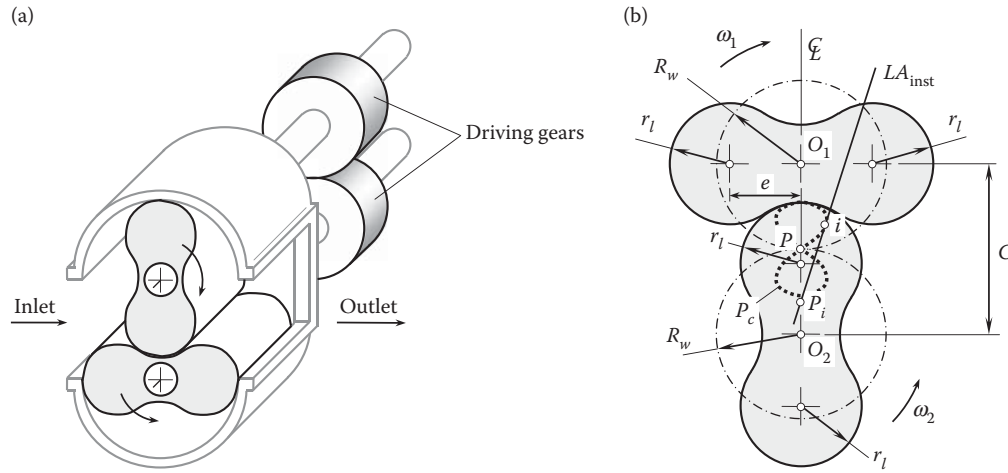 (a)
Driving gears
Inlet
Outlet
(b)
ω₁
℄
R_w
LA_inst
r_l
r_l
O₁
e
i
r_l
P
C
P_c
P_i
R_w
O₂
ω₂
r_l